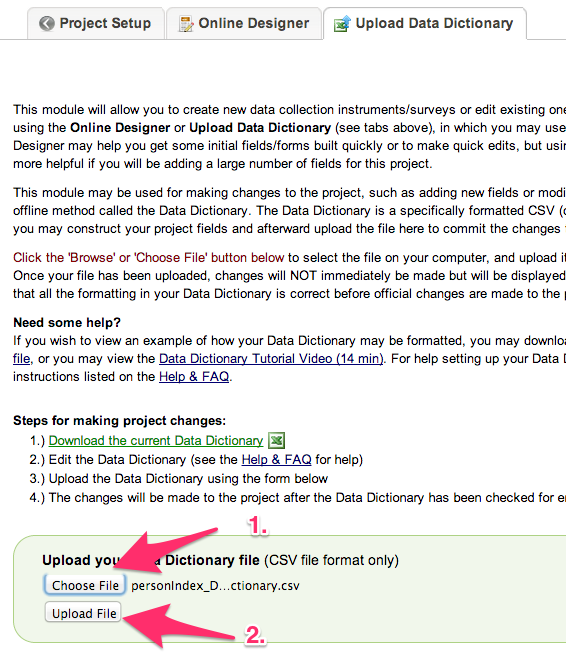 Project Setup Online Designer Upload Data Dictionary
This module will allow you to create new data collection instruments/surveys or edit existing one
using the Online Designer or Upload Data Dictionary (see tabs above), in which you may use
Designer may help you get some initial fields/forms built quickly or to make quick edits, but usin
more helpful if you will be adding a large number of fields for this project.
This module may be used for making changes to the project, such as adding new fields or modi
offline method called the Data Dictionary. The Data Dictionary is a specifically formatted CSV (
you may construct your project fields and afterward upload the file here to commit the changes
Click the 'Browse' or 'Choose File' button below to select the file on your computer, and upload it
Once your file has been uploaded, changes will NOT immediately be made but will be displayed
that all the formatting in your Data Dictionary is correct before official changes are made to the
Need some help?
If you wish to view an example of how your Data Dictionary may be formatted, you may downlo
file, or you may view the Data Dictionary Tutorial Video (14 min). For help setting up your Data
instructions listed on the Help & FAQ.
Steps for making project changes:
1.) Download the current Data Dictionary
2.) Edit the Data Dictionary (see the Help & FAQ for help)
3.) Upload the Data Dictionary using the form below
4.) The changes will be made to the project after the Data Dictionary has been checked for e
1.
Upload you Dictionary file (CSV file format only)
Choose File personIndex_D...ctionary.csv
Upload File
2.